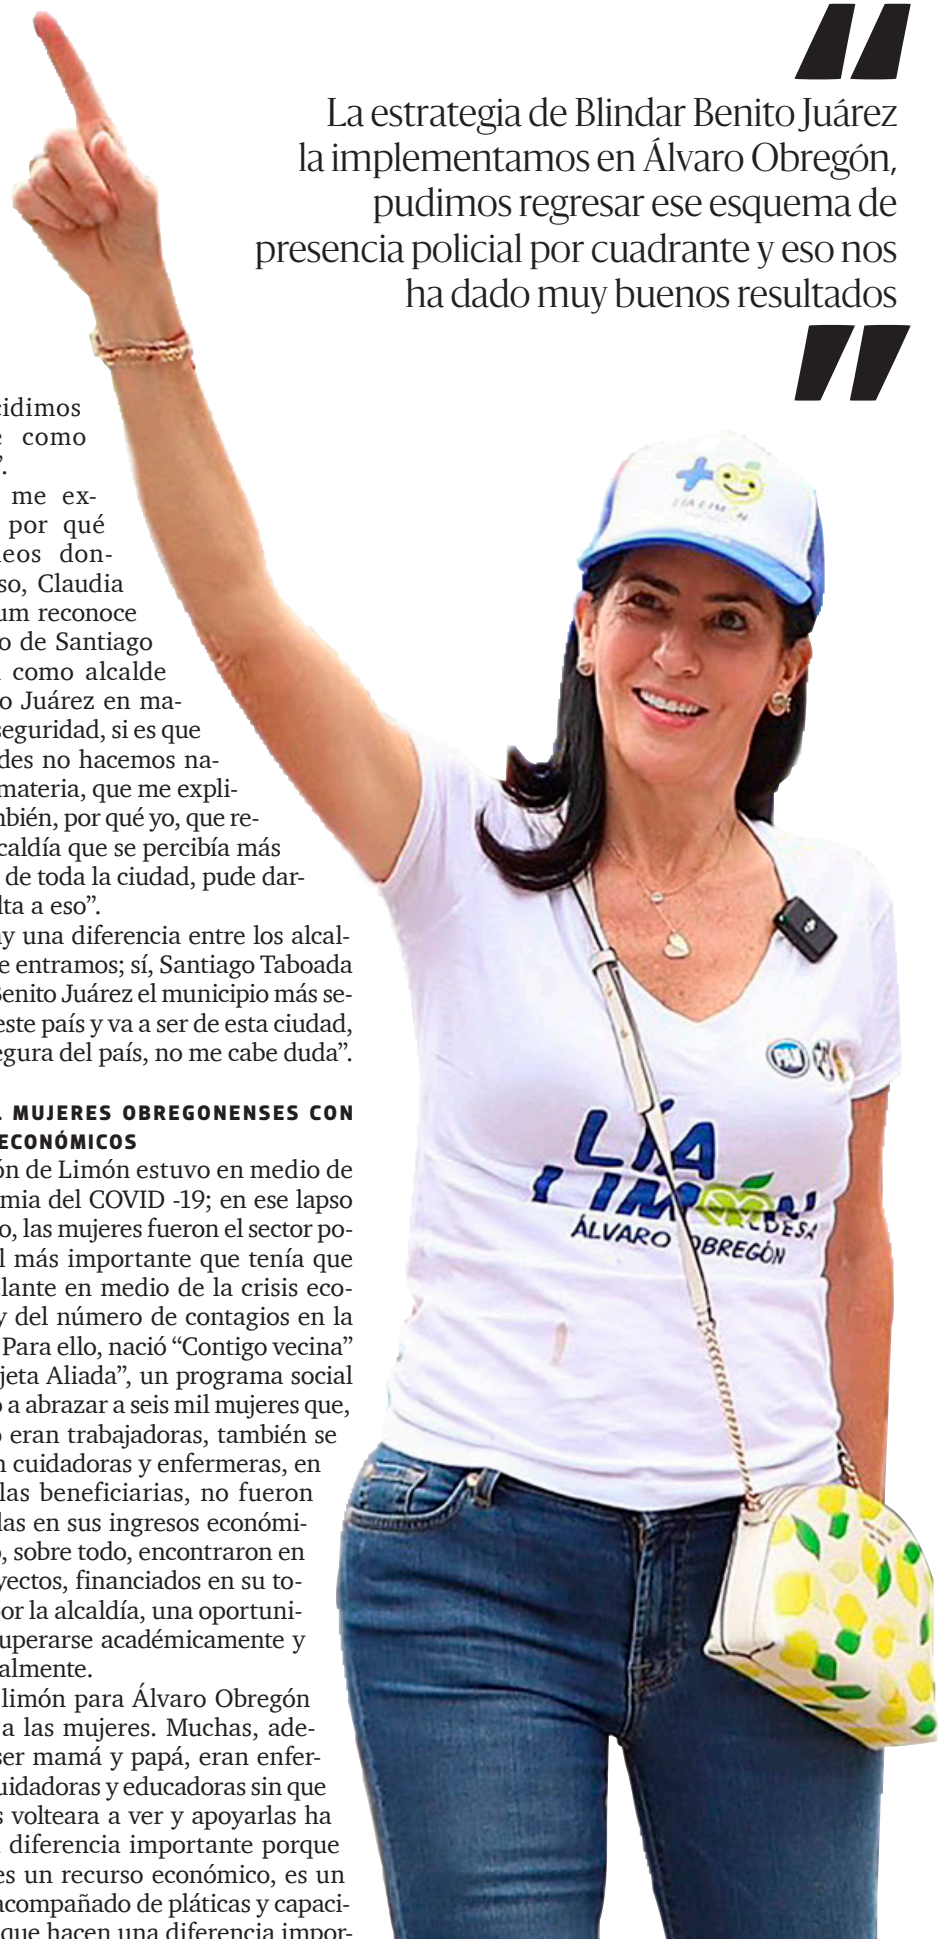 La estrategia de Blindar Benito Juárez
la implementamos en Álvaro Obregón,
pudimos regresar ese esquema de
presencia policial por cuadrante y eso nos
ha dado muy buenos resultados
cidimos
como
”.
me ex-
por qué
eos don-
so, Claudia
um reconoce
o de Santiago
como alcalde
o Juárez en ma-
seguridad, si es que
des no hacemos na-
materia, que me expli-
mbién, por qué yo, que re-
caldía que se percibía más
de toda la ciudad, pude dar-
lta a eso”.
y una diferencia entre los alcal-
e entramos; sí, Santiago Taboada
Benito Juárez el municipio más se-
este país y va a ser de esta ciudad,
egura del país, no me cabe duda”.
MUJERES OBREGONENSES CON
ECONÓMICOS
ón de Limón estuvo en medio de
emia del COVID -19; en ese lapso
o, las mujeres fueron el sector po-
l más importante que tenía que
elante en medio de la crisis eco-
y del número de contagios en la
Para ello, nació “Contigo vecina”
jeta Aliada”, un programa social
o a abrazar a seis mil mujeres que,
o eran trabajadoras, también se
n cuidadoras y enfermeras, en
las beneficiarias, no fueron
das en sus ingresos económi-
o, sobre todo, encontraron en
yectos, financiados en su to-
por la alcaldía, una oportuni-
uperarse académicamente y
almente.
limón para Álvaro Obregón
a las mujeres. Muchas, ade-
ser mamá y papá, eran enfer-
uidadoras y educadoras sin que
s volteara a ver y apoyarlas ha
diferencia importante porque
es un recurso económico, es un
acompañado de pláticas y capaci-
que hacen una diferencia impor-
LÍA LIMÓN
PAN
LÍA
LIMÓN
ÁLVARO OBREGÓN